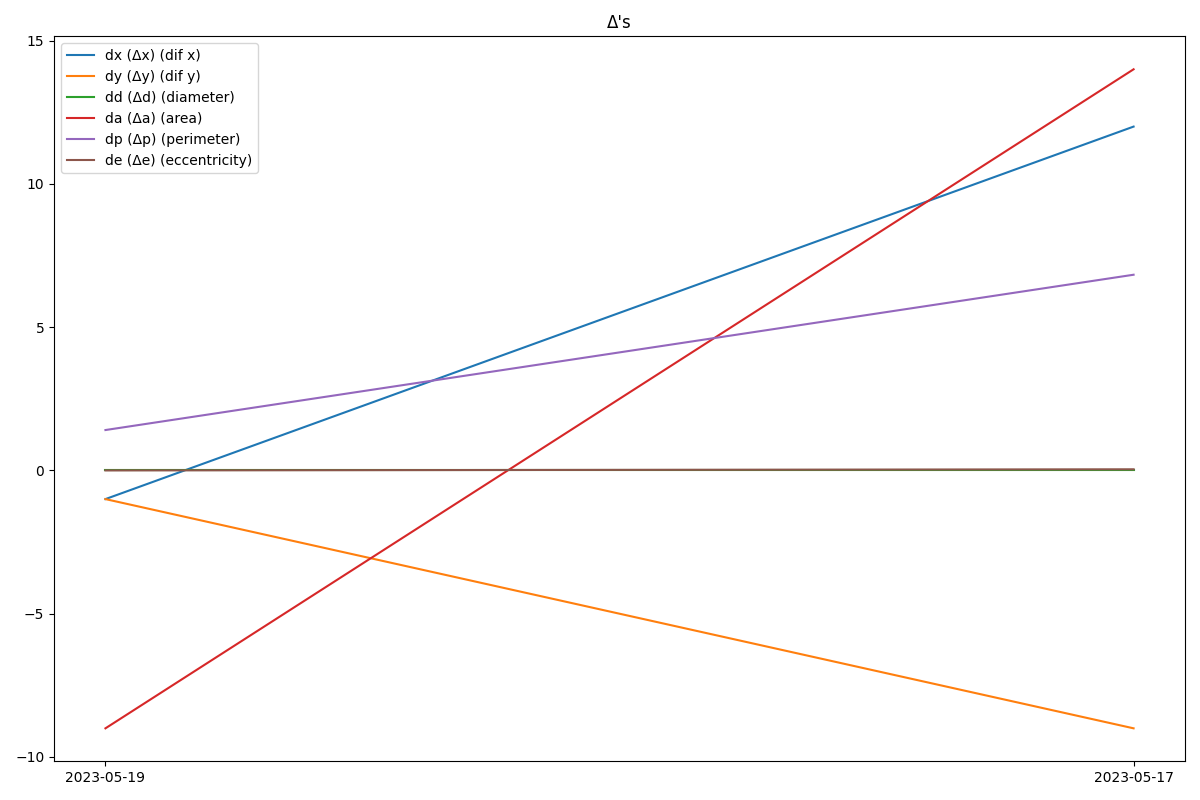 Δ's
15
10
5
0
−5
−10
dx (Δx) (dif x)
dy (Δy) (dif y)
dd (Δd) (diameter)
da (Δa) (area)
dp (Δp) (perimeter)
de (Δe) (eccentricity)
2023-05-19
2023-05-17